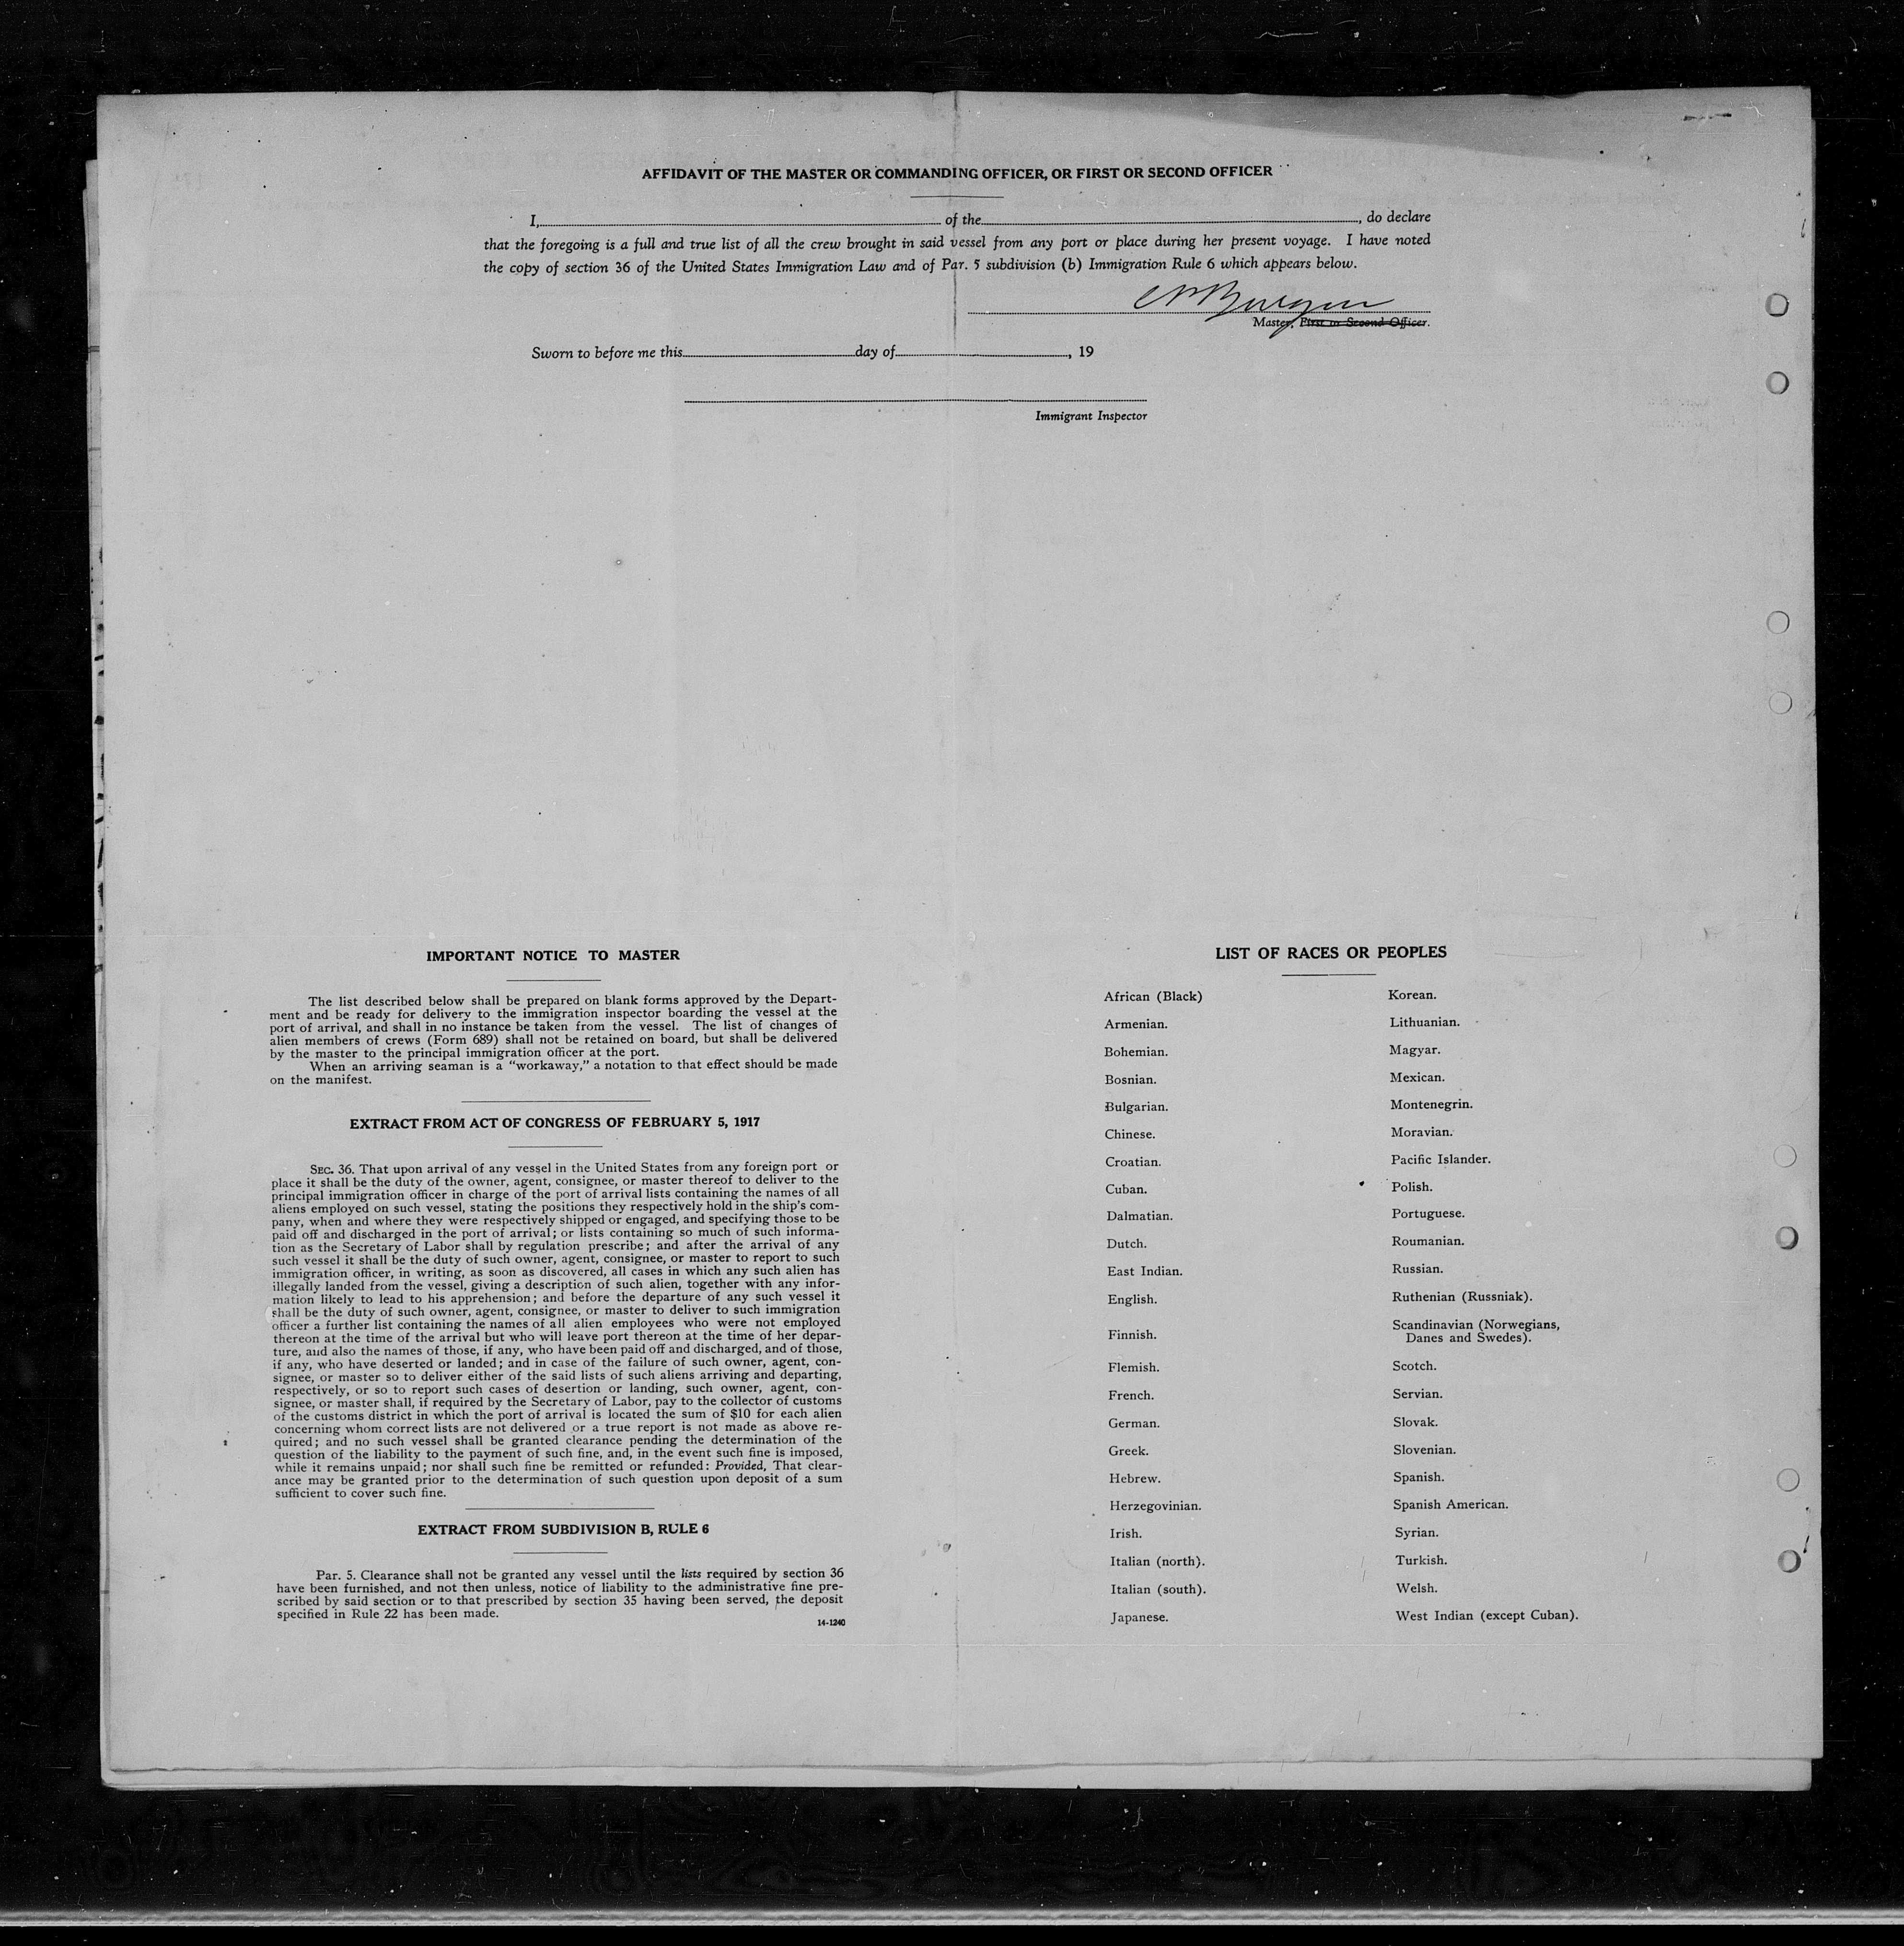 AFFIDAVIT OF THE MASTER OR COMMANDING OFFICER, OR FIRST OR SECOND OFFICER
I, of the , do declare
that the foregoing is a full and true list of all the crew brought in said vessel from any port or place during her present voyage. I have noted
the copy of section 36 of the United States Immigration Law and of Par. 5 subdivision (b) Immigration Rule 6 which appears below.
Master, First or Second Officer.
Sworn to before me this day of , 19
Immigrant Inspector
IMPORTANT NOTICE TO MASTER
The list described below shall be prepared on blank forms approved by the Depart-
ment and be ready for delivery to the immigration inspector boarding the vessel at the
port of arrival, and shall in no instance be taken from the vessel. The list of changes of
alien members of crews (Form 689) shall not be retained on board, but shall be delivered
by the master to the principal immigration officer at the port.
When an arriving seaman is a "workaway," a notation to that effect should be made
on the manifest.
EXTRACT FROM ACT OF CONGRESS OF FEBRUARY 5, 1917
SEC. 36. That upon arrival of any vessel in the United States from any foreign port or
place it shall be the duty of the owner, agent, consignee, or master thereof to deliver to the
principal immigration officer in charge of the port of arrival lists containing the names of all
aliens employed on such vessel, stating the positions they respectively hold in the ship's com-
pany, when and where they were respectively shipped or engaged, and specifying those to be
paid off and discharged in the port of arrival; or lists containing so much of such informa-
tion as the Secretary of Labor shall by regulation prescribe; and after the arrival of any
such vessel it shall be the duty of such owner, agent, consignee, or master to report to such
immigration officer, in writing, as soon as discovered, all cases in which any such alien has
illegally landed from the vessel, giving a description of such alien, together with any infor-
mation likely to lead to his apprehension; and before the departure of any such vessel it
shall be the duty of such owner, agent, consignee, or master to deliver to such immigration
officer a further list containing the names of all alien employees who were not employed
thereon at the time of the arrival but who will leave port thereon at the time of her depar-
ture, and also the names of those, if any, who have been paid off and discharged, and of those,
if any, who have deserted or landed; and in case of the failure of such owner, agent, con-
signee, or master so to deliver either of the said lists of such aliens arriving and departing,
respectively, or so to report such cases of desertion or landing, such owner, agent, con-
signee, or master shall, if required by the Secretary of Labor, pay to the collector of customs
of the customs district in which the port of arrival is located the sum of $10 for each alien
concerning whom correct lists are not delivered or a true report is not made as above re-
quired; and no such vessel shall be granted clearance pending the determination of the
question of the liability to the payment of such fine, and, in the event such fine is imposed,
while it remains unpaid; nor shall such fine be remitted or refunded: Provided, That clear-
ance may be granted prior to the determination of such question upon deposit of a sum
sufficient to cover such fine.
EXTRACT FROM SUBDIVISION B, RULE 6
Par. 5. Clearance shall not be granted any vessel until the lists required by section 36
have been furnished, and not then unless, notice of liability to the administrative fine pre-
scribed by said section or to that prescribed by section 35 having been served, the deposit
specified in Rule 22 has been made.
14-1240
LIST OF RACES OR PEOPLES
African (Black)
Armenian.
Bohemian.
Bosnian.
Bulgarian.
Chinese.
Croatian.
Cuban.
Dalmatian.
Dutch.
East Indian.
English.
Finnish.
Flemish.
French.
German.
Greek.
Hebrew.
Herzegovinian.
Irish.
Italian (north).
Italian (south).
Japanese.
Korean.
Lithuanian.
Magyar.
Mexican.
Montenegrin.
Moravian.
Pacific Islander.
Polish.
Portuguese.
Roumanian.
Russian.
Ruthenian (Russniak).
Scandinavian (Norwegians,
Danes and Swedes).
Scotch.
Servian.
Slovak.
Slovenian.
Spanish.
Spanish American.
Syrian.
Turkish.
Welsh.
West Indian (except Cuban).